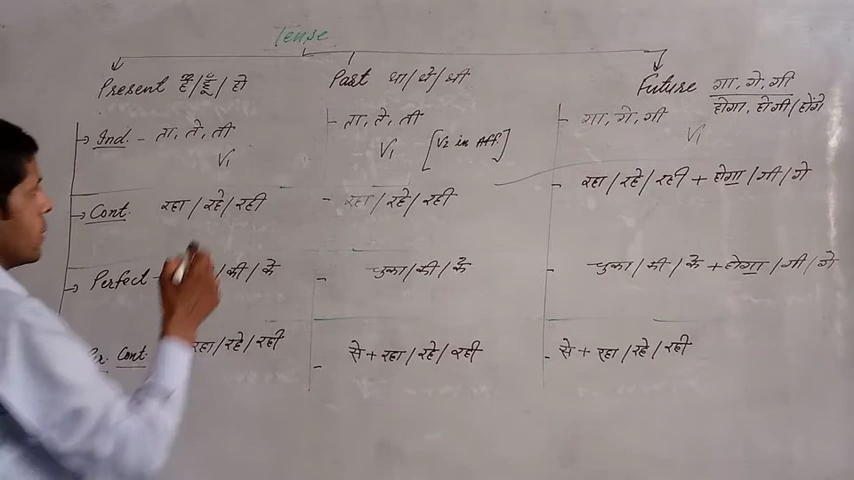 Tense
Present है/हूँ/हो Past था/थे/थी Future गा, गे, गी
होगा, होगी/होंगे
Ind. - ता, ते, ती - ता, ते, ती - गा, गे, गी
V1 V1 [V2 in Aff.] V1
Cont. रहा/रहे/रही - रहा/रहे/रही - रहा/रहे/रही + होगा/गी/गे
Perfect - /की/के - चुका/की/के - चुका/की/के + होगा/गी/गे
Cont. रहा/रहे/रही - से + रहा/रहे/रही - से + रहा/रहे/रही